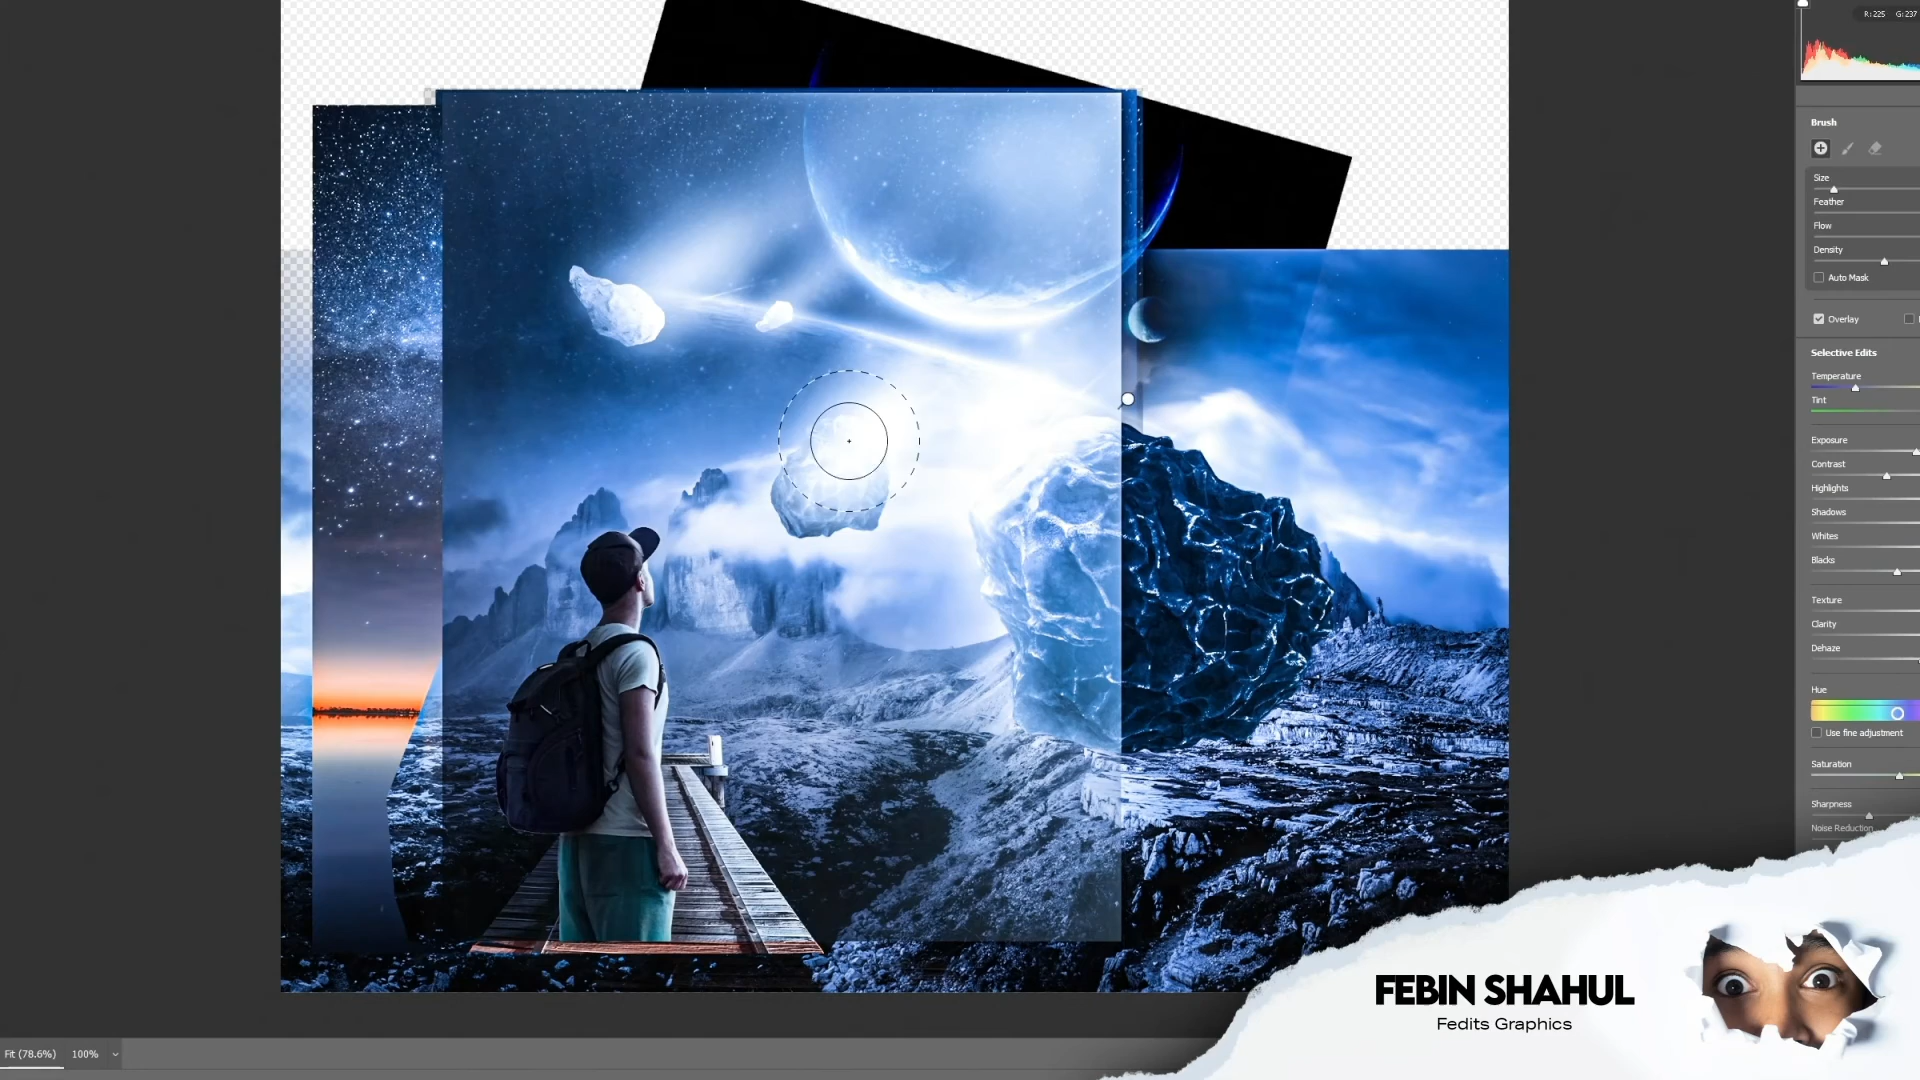 R:225 G:237
Brush
Size
Feather
Flow
Density
Auto Mask
Overlay
Selective Edits
Temperature
Tint
Exposure
Contrast
Highlights
Shadows
Whites
Blacks
Texture
Clarity
Dehaze
Hue
Use fine adjustment
Saturation
Sharpness
Noise Reduction
FEBIN SHAHUL
Fedits Graphics
Fit (78.6%) 100%